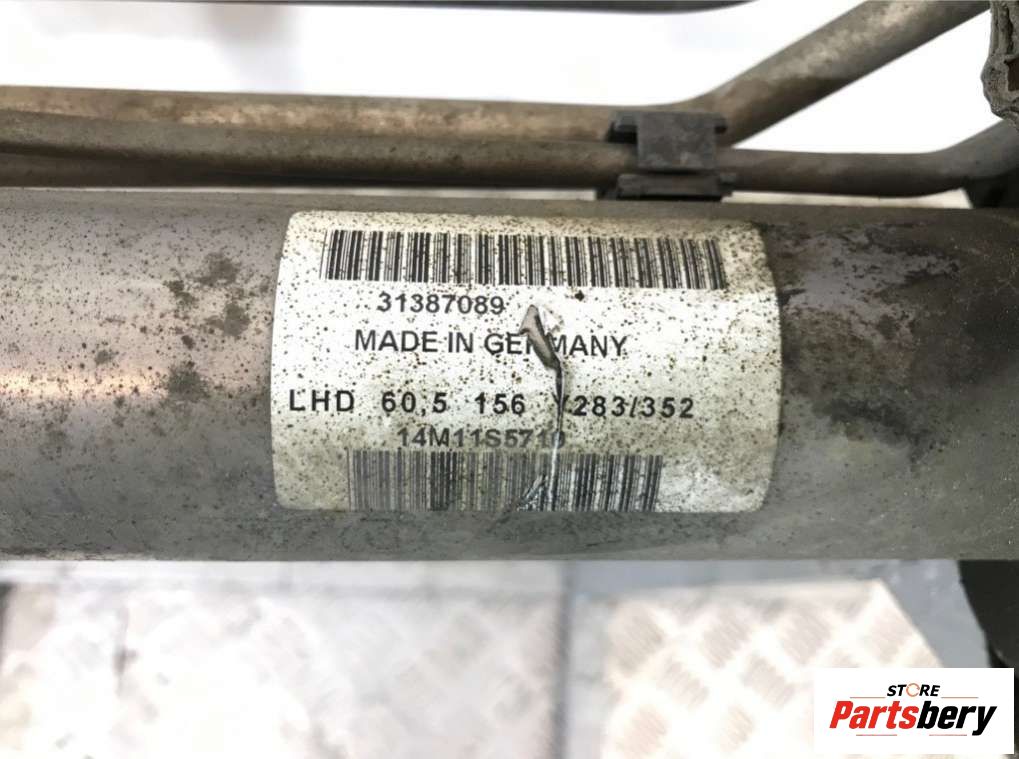 31387089
MADE IN GERMANY
LHD 60,5 156 Y283/352
14M11S5710
STORE
Partsbery